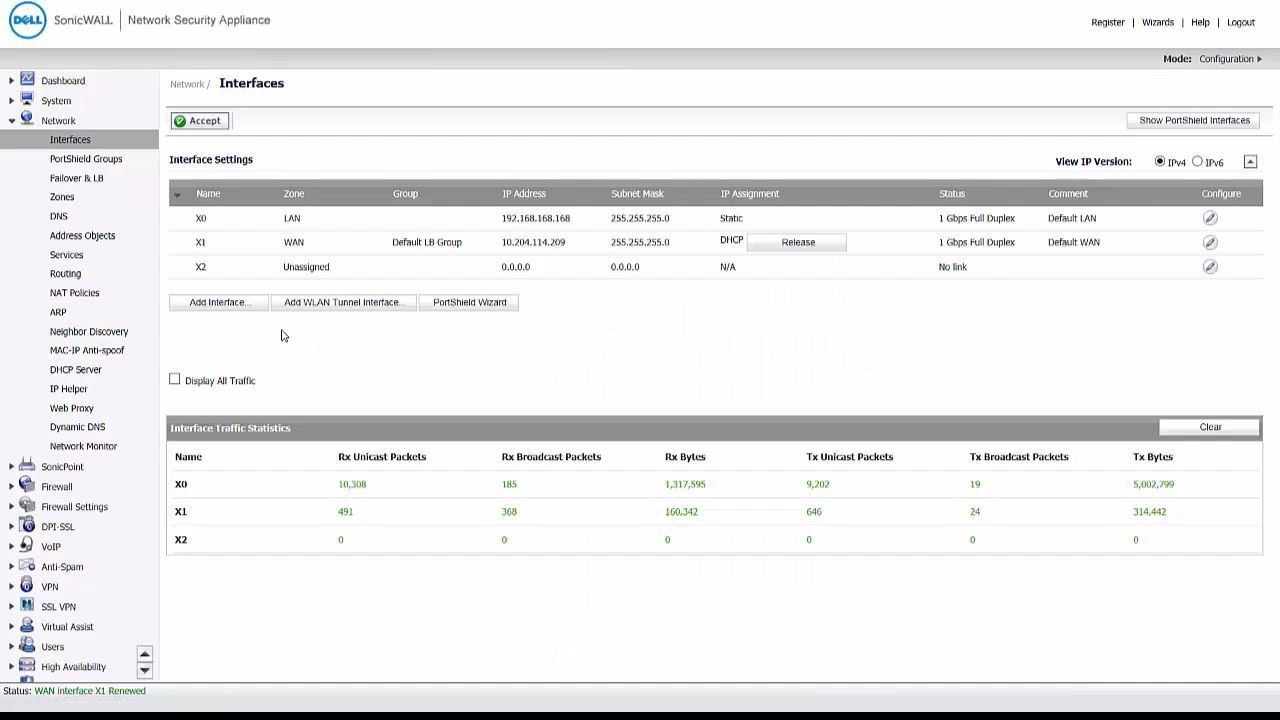 DELL SonicWALL | Network Security Appliance
Register | Wizards | Help | Logout
Mode: Configuration
Dashboard
System
Network
Interfaces
PortShield Groups
Failover & LB
Zones
DNS
Address Objects
Services
Routing
NAT Policies
ARP
Neighbor Discovery
MAC-IP Anti-spoof
DHCP Server
IP Helper
Web Proxy
Dynamic DNS
Network Monitor
SonicPoint
Firewall
Firewall Settings
DPI-SSL
VoIP
Anti-Spam
VPN
SSL VPN
Virtual Assist
Users
High Availability
Network / Interfaces
Accept
Show PortShield Interfaces
Interface Settings
View IP Version: IPv4 IPv6
Name Zone Group IP Address Subnet Mask IP Assignment Status Comment Configure
X0 LAN 192.168.168.168 255.255.255.0 Static 1 Gbps Full Duplex Default LAN
X1 WAN Default LB Group 10.204.114.209 255.255.255.0 DHCP Release 1 Gbps Full Duplex Default WAN
X2 Unassigned 0.0.0.0 0.0.0.0 N/A No link
Add Interface... Add WLAN Tunnel Interface... PortShield Wizard
Display All Traffic
Interface Traffic Statistics Clear
Name Rx Unicast Packets Rx Broadcast Packets Rx Bytes Tx Unicast Packets Tx Broadcast Packets Tx Bytes
X0 10,308 185 1,317,595 9,202 19 5,002,799
X1 491 368 160,342 646 24 314,442
X2 0 0 0 0 0 0
Status: WAN interface X1 Renewed